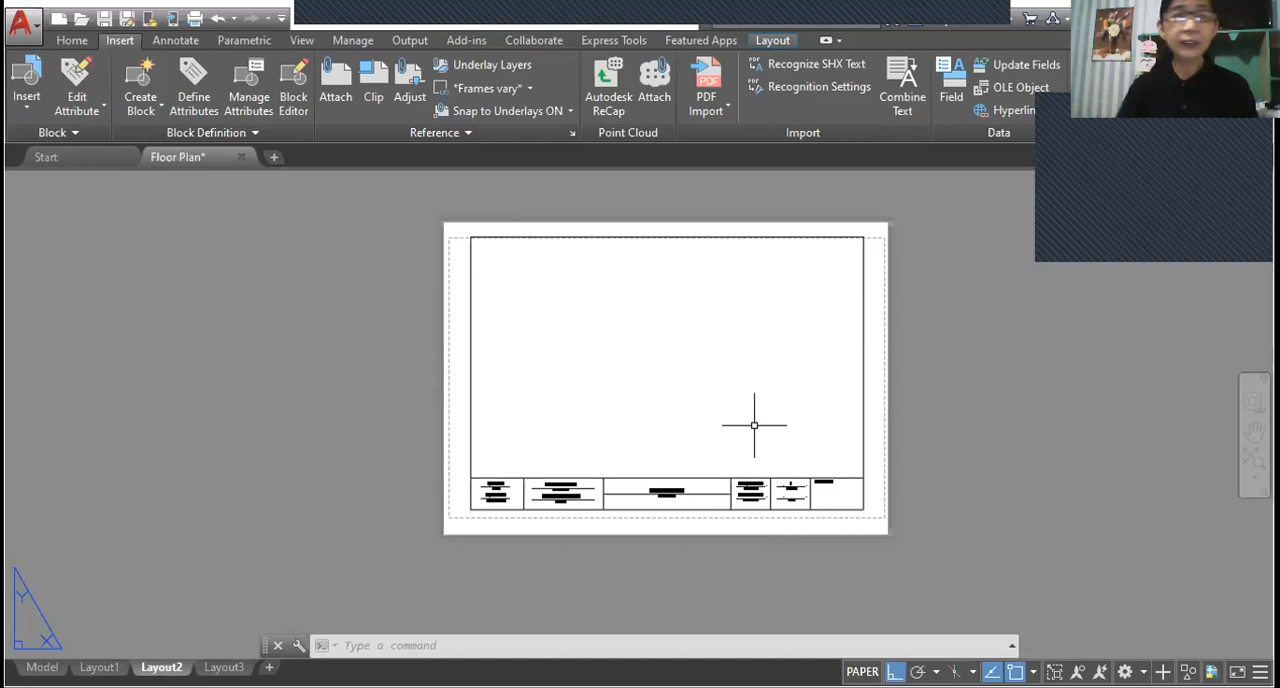 Home Insert Annotate Parametric View Manage Output Add-ins Collaborate Express Tools Featured Apps Layout
Insert
Edit
Attribute
Create
Block
Define
Attributes
Manage
Attributes
Block
Editor
Attach
Clip
Adjust
Underlay Layers
*Frames vary*
Snap to Underlays ON
Autodesk
ReCap
Attach
PDF
PDF
Import
Recognize SHX Text
Recognition Settings
Combine
Text
Field
Update Fields
OLE Object
Hyperlin
Block
Block Definition
Reference
Point Cloud
Import
Data
Start
Floor Plan*
Y
X
Type a command
Model Layout1 Layout2 Layout3 +
PAPER